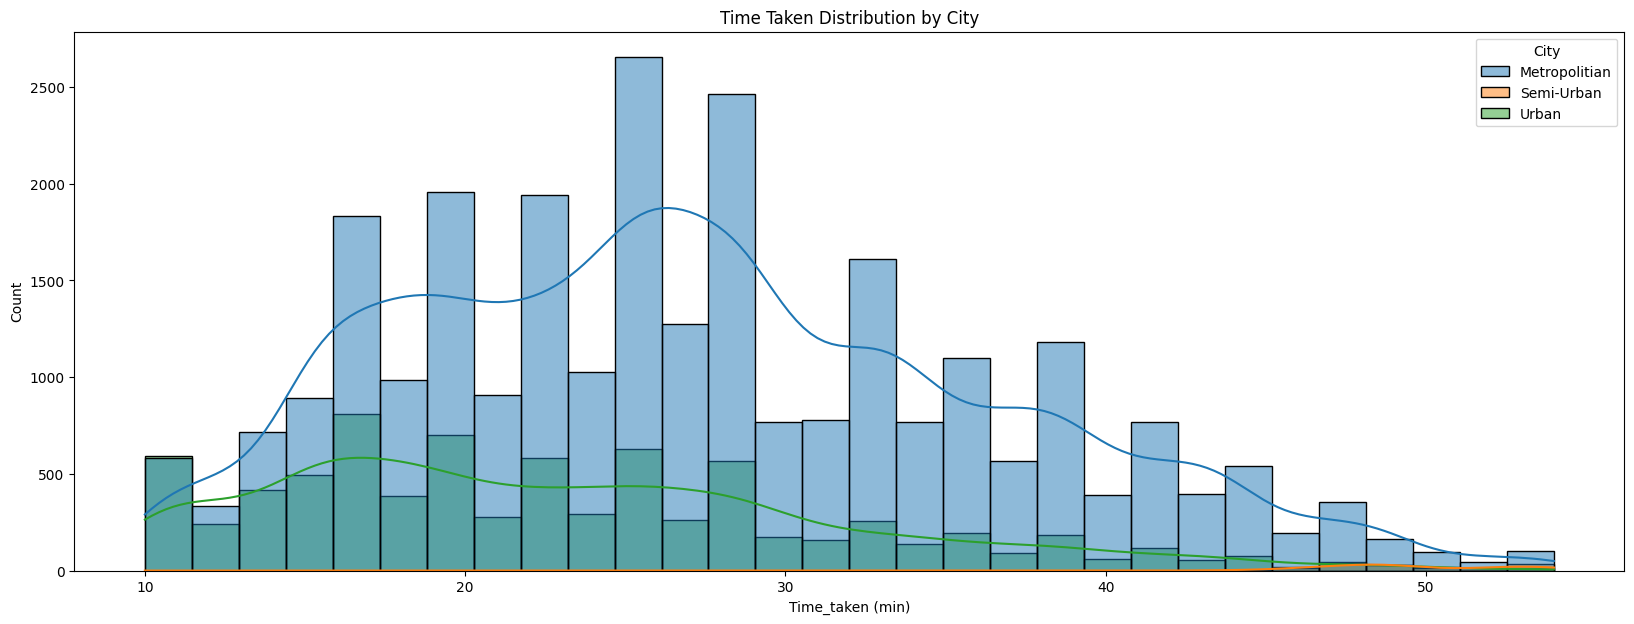 Time Taken Distribution by City
City
Metropolitian
Semi-Urban
Urban
Count
2500
2000
1500
1000
500
0
10 20 30 40 50
Time_taken (min)